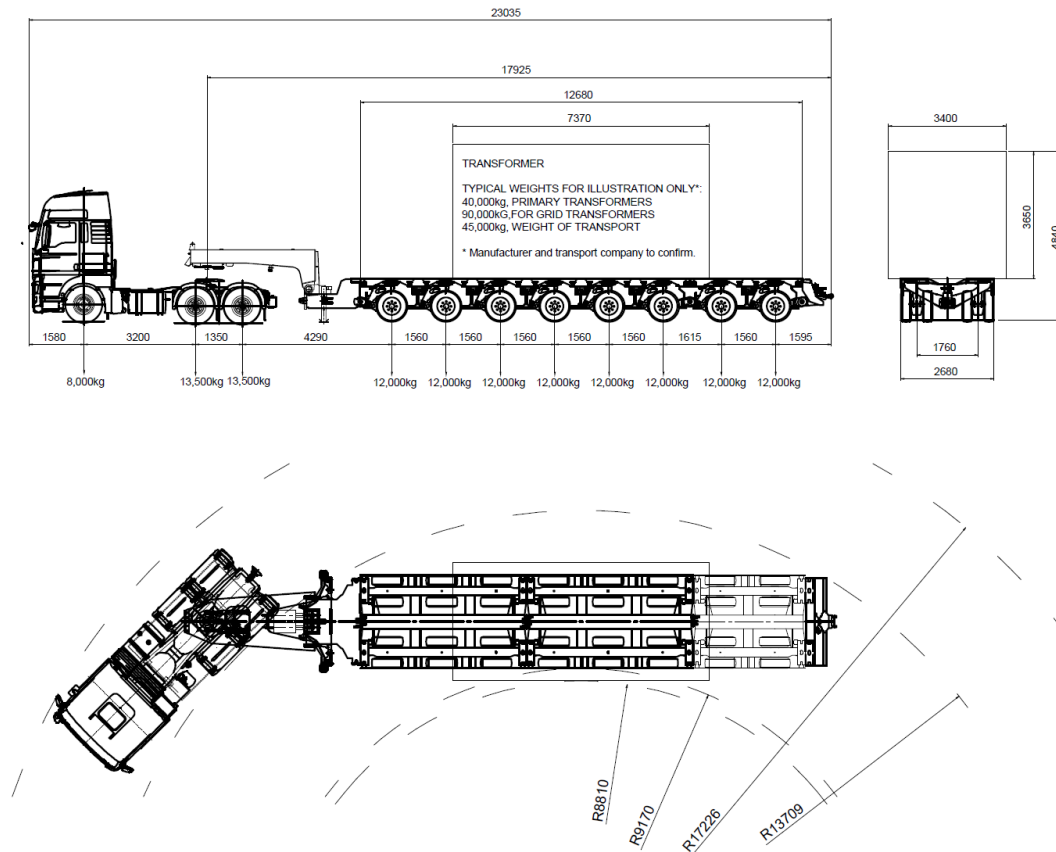 23035
17925
12680
7370
3400
TRANSFORMER
TYPICAL WEIGHTS FOR ILLUSTRATION ONLY*:
40,000kg, PRIMARY TRANSFORMERS
90,000kG,FOR GRID TRANSFORMERS
45,000kg, WEIGHT OF TRANSPORT
* Manufacturer and transport company to confirm.
3650
4840
1580 3200 1350 4290 1560 1560 1560 1560 1560 1615 1560 1595
1760
2680
8,000kg 13,500kg 13,500kg 12,000kg 12,000kg 12,000kg 12,000kg 12,000kg 12,000kg 12,000kg 12,000kg
R8810
R9170
R17226
R13709